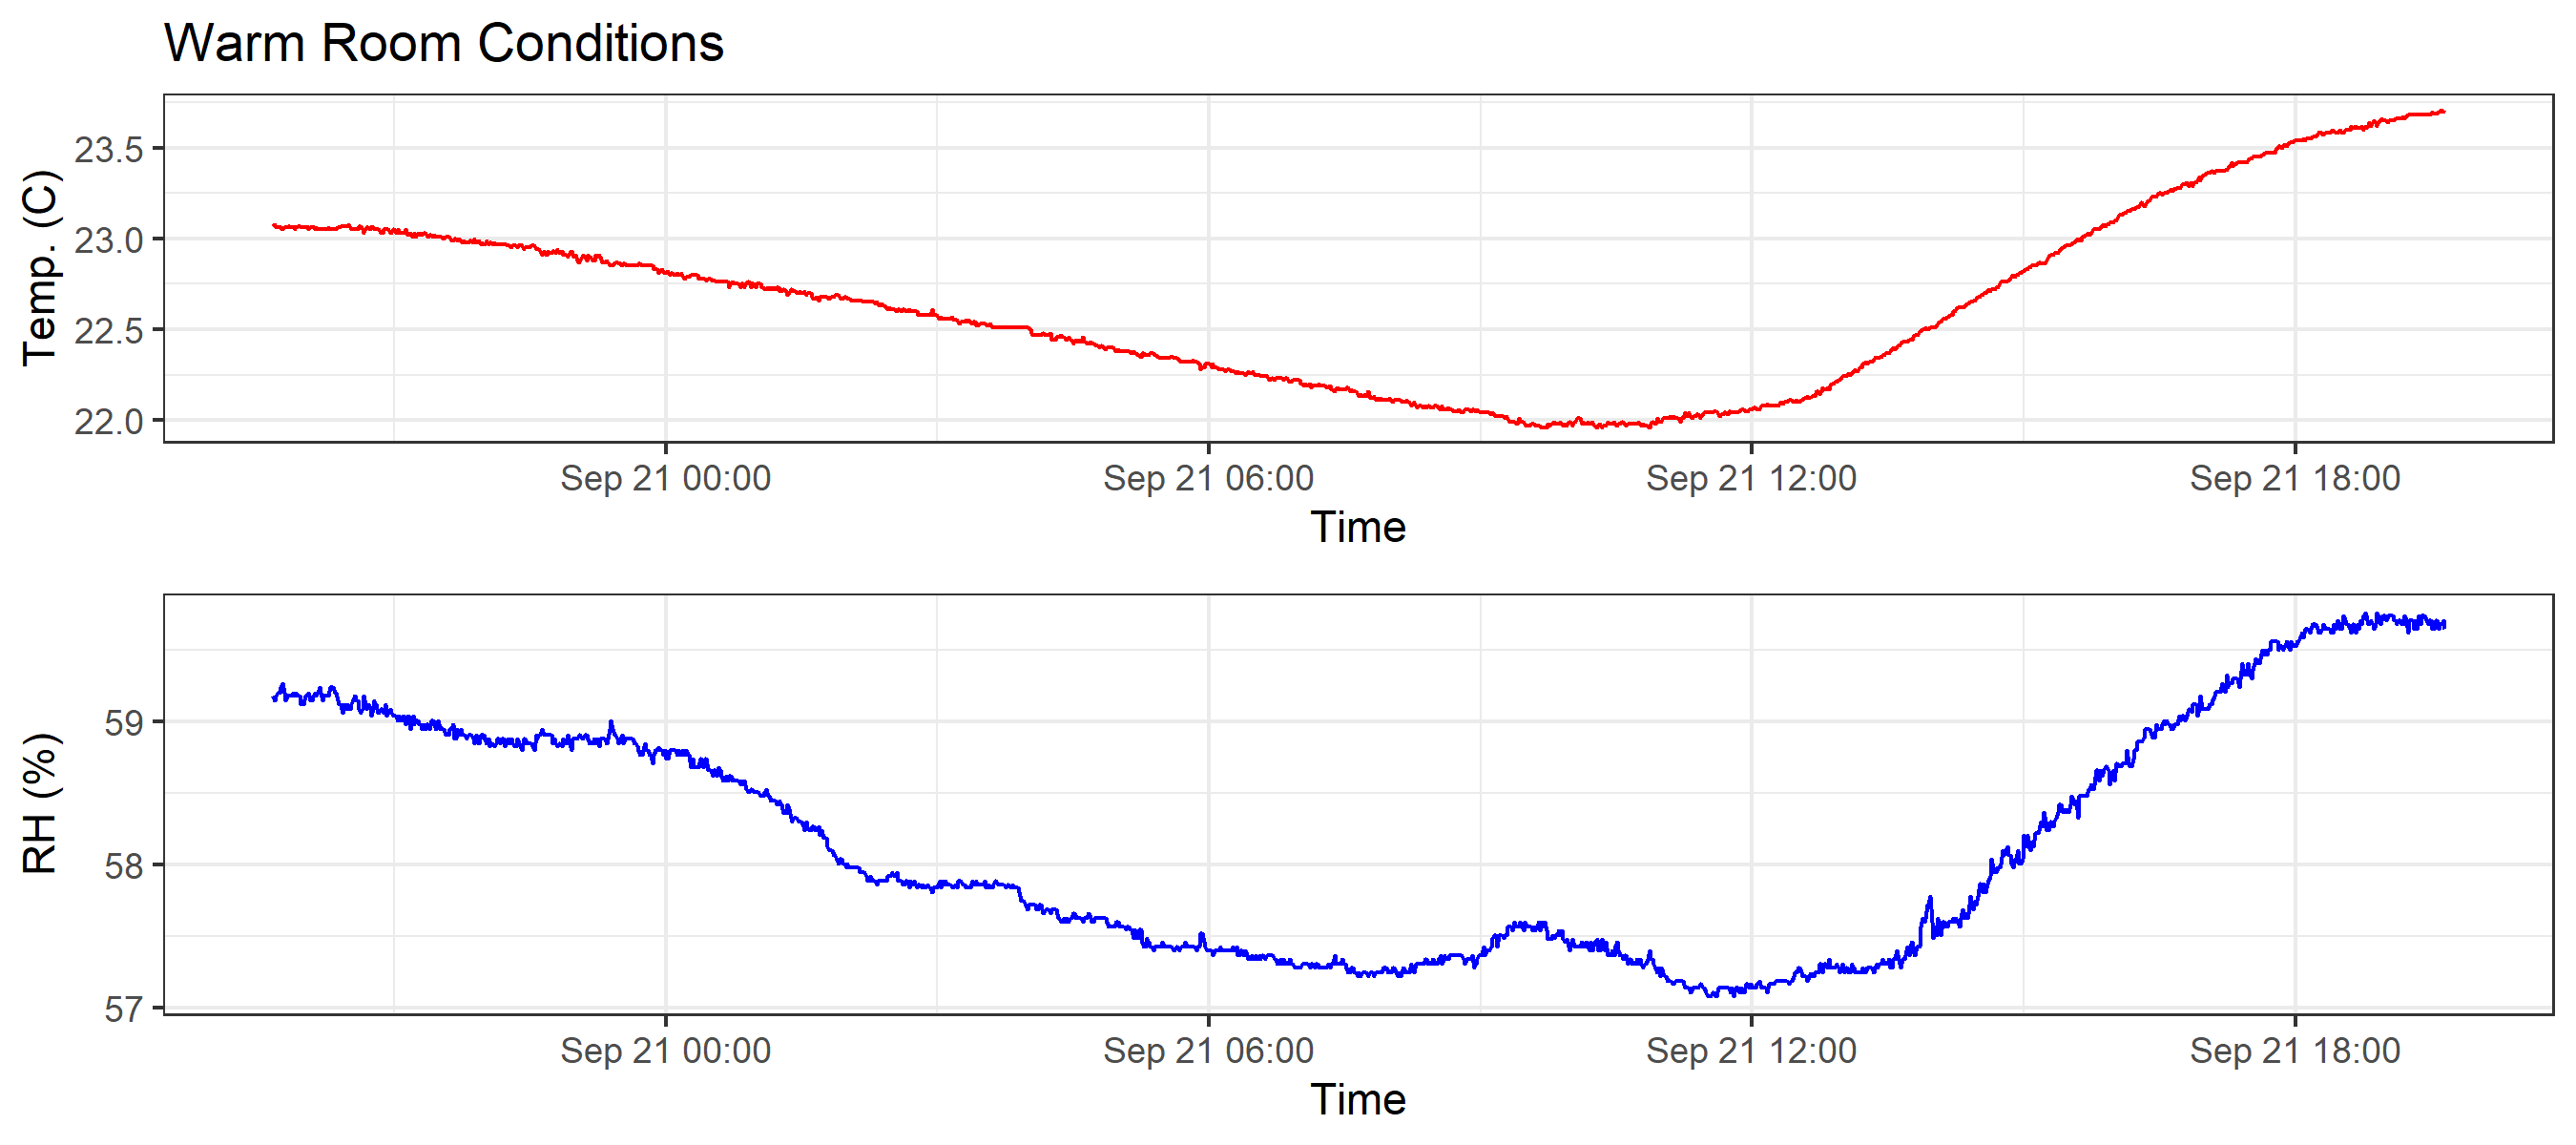 Warm Room Conditions
Temp. (C)
23.5
23.0
22.5
22.0
Sep 21 00:00 Sep 21 06:00 Sep 21 12:00 Sep 21 18:00
Time
RH (%)
59
58
57
Sep 21 00:00 Sep 21 06:00 Sep 21 12:00 Sep 21 18:00
Time